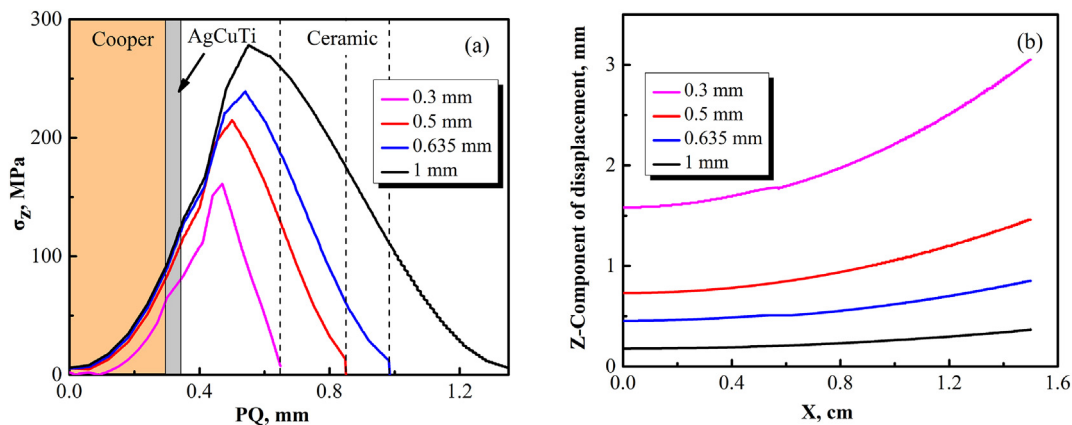 300
200
100
0
0.0
0.4
0.8
1.2
σz, MPa
PQ, mm
Cooper
AgCuTi
Ceramic
(a)
0.3 mm
0.5 mm
0.635 mm
1 mm
3
2
1
0
0.0
0.4
0.8
1.2
1.6
Z-Component of disaplacement, mm
X, cm
(b)
0.3 mm
0.5 mm
0.635 mm
1 mm